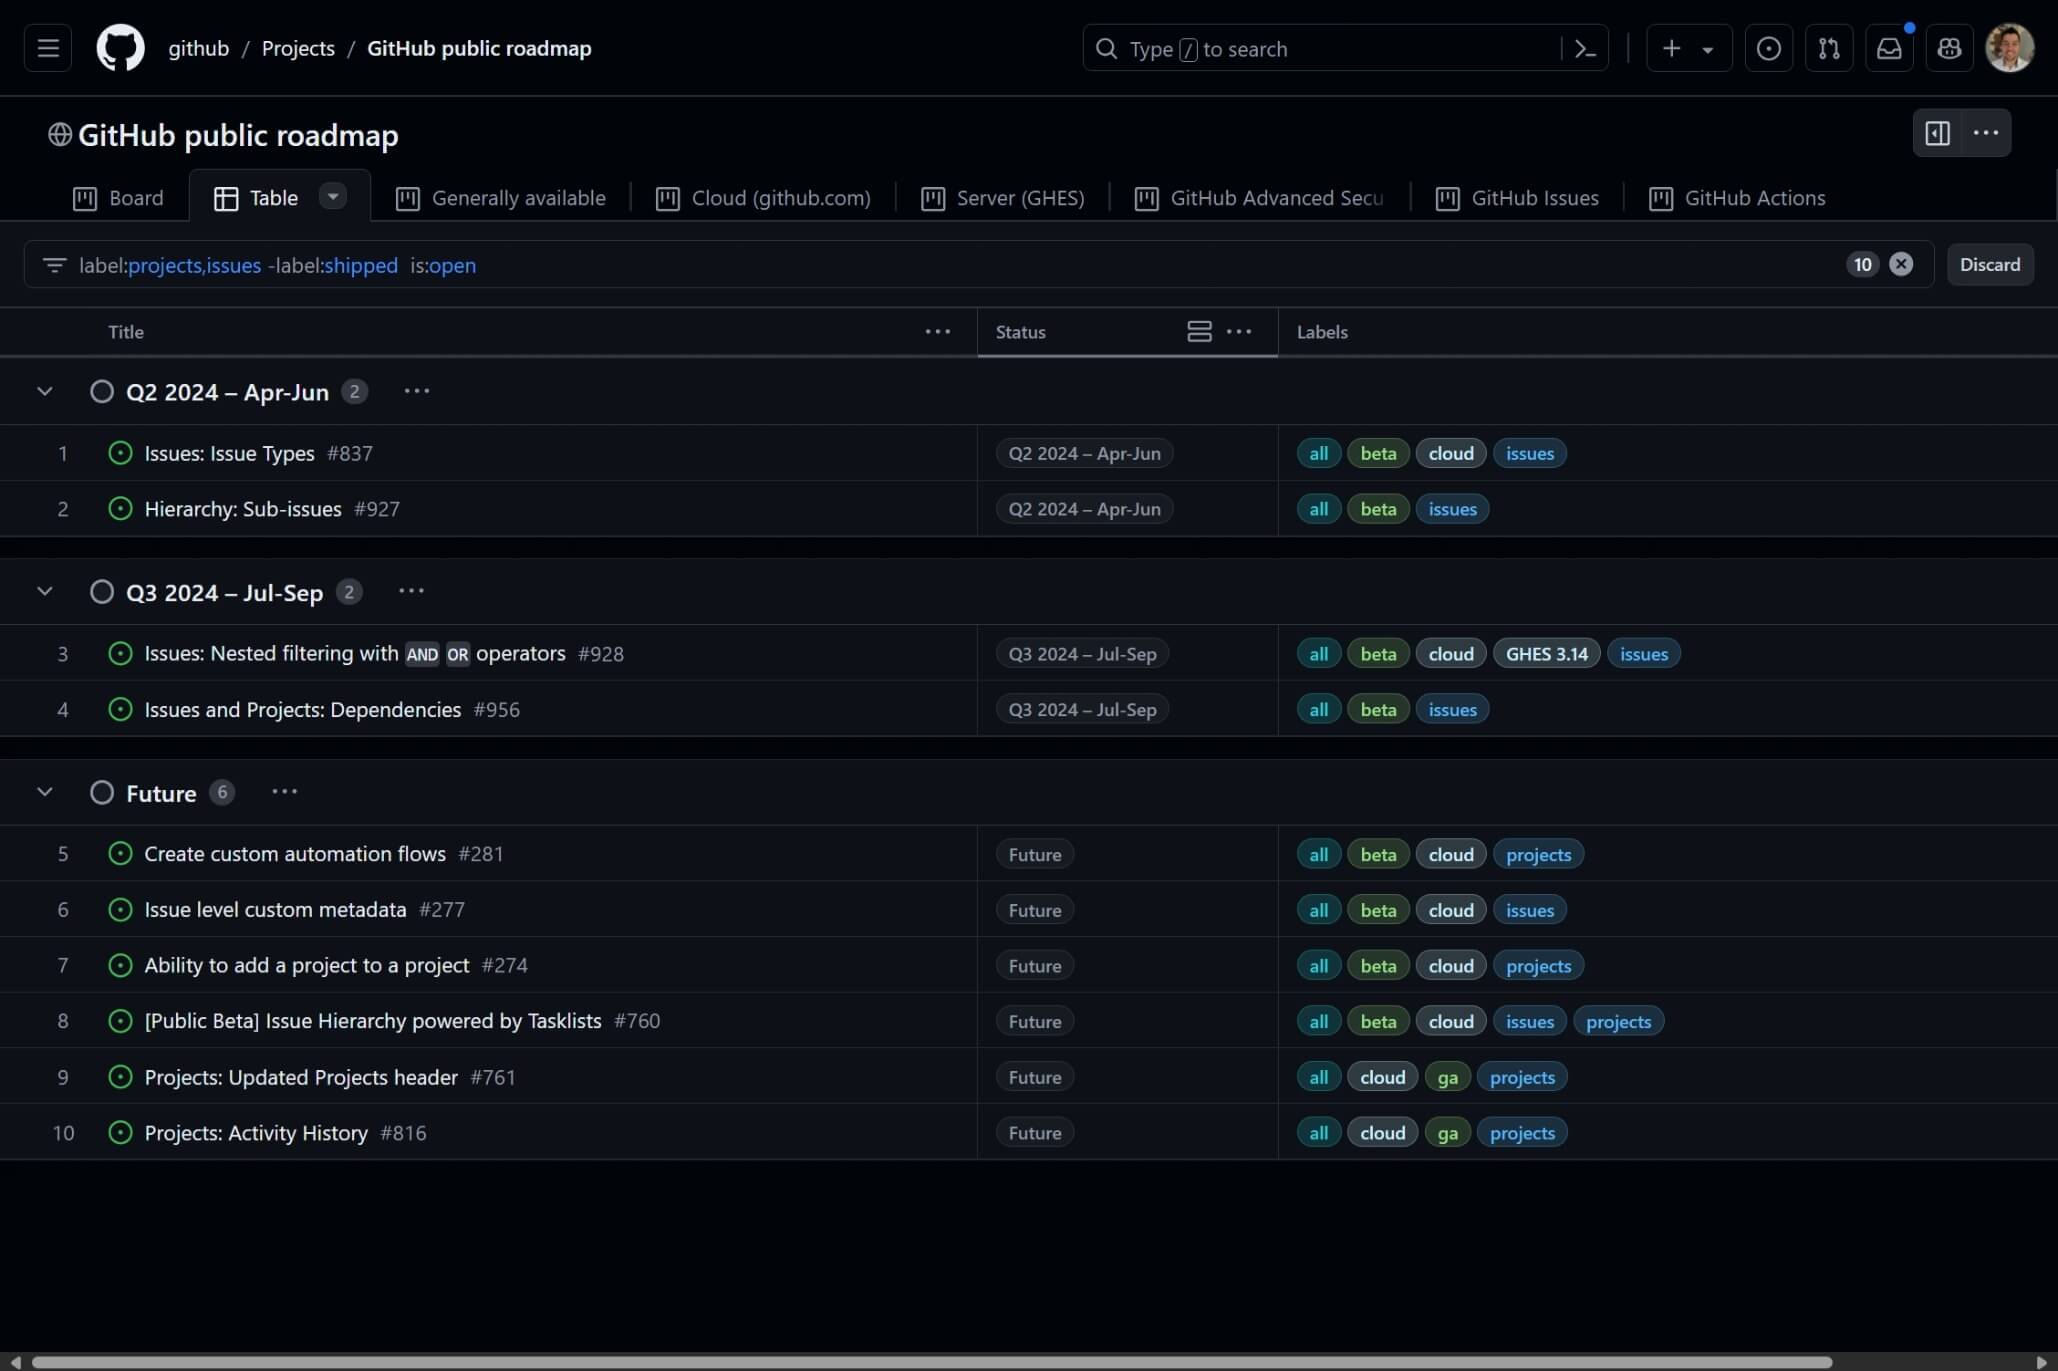 github / Projects / GitHub public roadmap
Type / to search
GitHub public roadmap
Board Table Generally available Cloud (github.com) Server (GHES) GitHub Advanced Secu GitHub Issues GitHub Actions
label:projects,issues -label:shipped is:open 10 Discard
Title Status Labels
Q2 2024 – Apr-Jun 2
1 Issues: Issue Types #837 Q2 2024 – Apr-Jun all beta cloud issues
2 Hierarchy: Sub-issues #927 Q2 2024 – Apr-Jun all beta issues
Q3 2024 – Jul-Sep 2
3 Issues: Nested filtering with AND OR operators #928 Q3 2024 – Jul-Sep all beta cloud GHES 3.14 issues
4 Issues and Projects: Dependencies #956 Q3 2024 – Jul-Sep all beta issues
Future 6
5 Create custom automation flows #281 Future all beta cloud projects
6 Issue level custom metadata #277 Future all beta cloud issues
7 Ability to add a project to a project #274 Future all beta cloud projects
8 [Public Beta] Issue Hierarchy powered by Tasklists #760 Future all beta cloud issues projects
9 Projects: Updated Projects header #761 Future all cloud ga projects
10 Projects: Activity History #816 Future all cloud ga projects